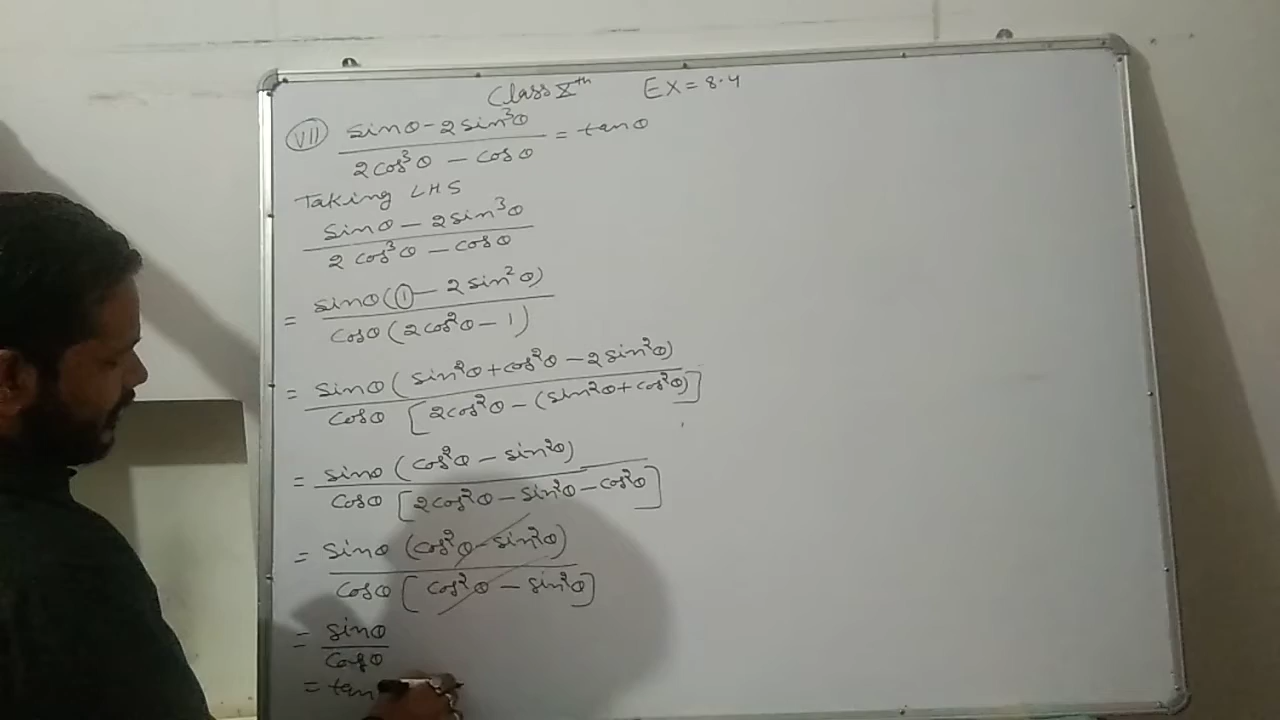 Class Xth Ex = 8.4
(VII) (sinθ - 2sin³θ)/(2cos³θ - cosθ) = tanθ
Taking LHS
(sinθ - 2sin³θ)/(2cos³θ - cosθ)
= sinθ(1 - 2sin²θ)/cosθ(2cos²θ - 1)
= sinθ(sin²θ + cos²θ - 2sin²θ)/cosθ[2cos²θ - (sin²θ + cos²θ)]
= sinθ(cos²θ - sin²θ)/cosθ[2cos²θ - sin²θ - cos²θ]
= sinθ(cos²θ - sin²θ)/cosθ[cos²θ - sin²θ]
= sinθ/cosθ
= tan